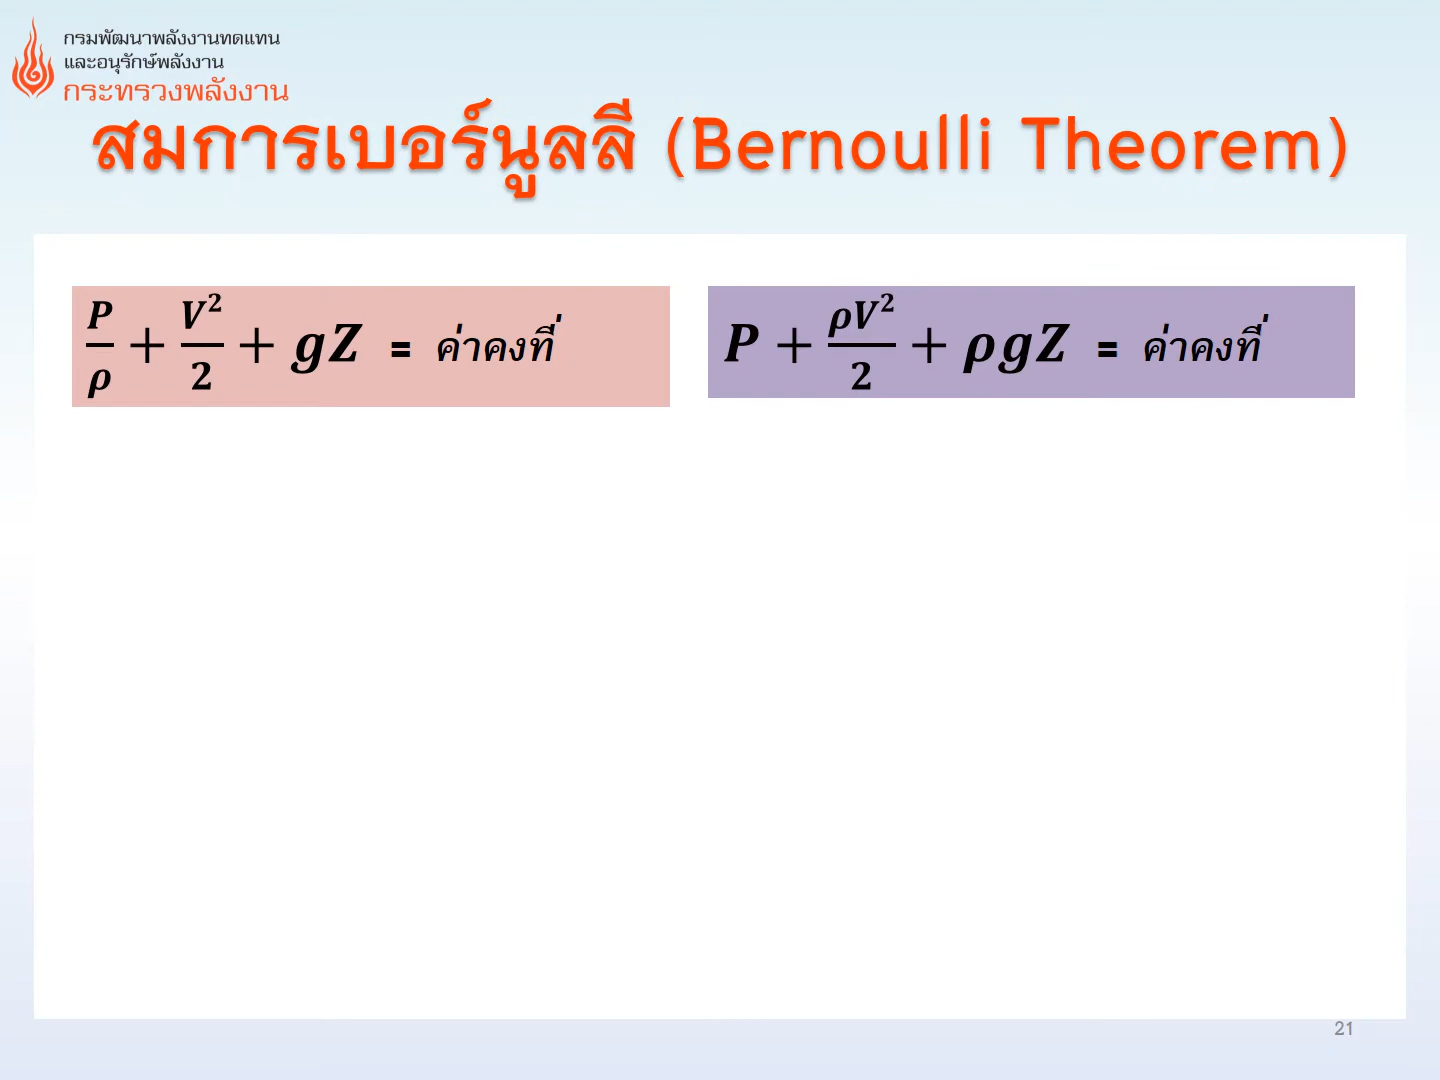 กรมพัฒนาพลังงานทดแทน
และอนุรักษ์พลังงาน
กระทรวงพลังงาน
สมการเบอร์นูลลี (Bernoulli Theorem)
P/ρ + V²/2 + gZ = ค่าคงที่
P + ρV²/2 + ρgZ = ค่าคงที่
21